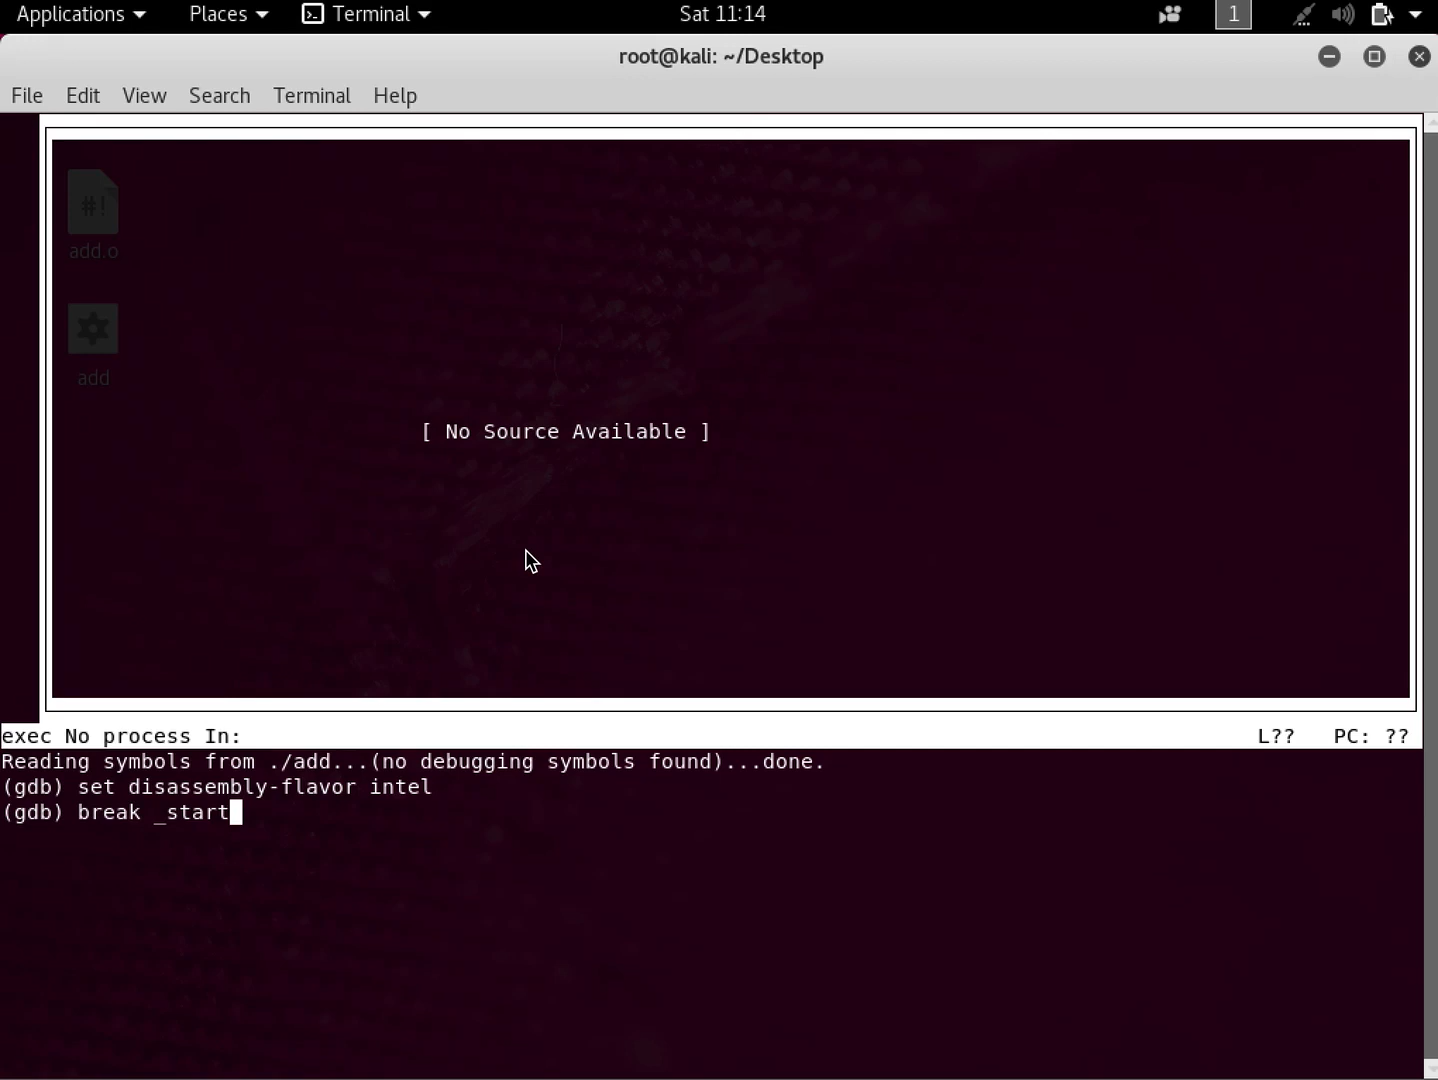 Applications Places Terminal Sat 11:14 1
root@kali: ~/Desktop
File Edit View Search Terminal Help
#!
add.o
add
[ No Source Available ]
exec No process In: L?? PC: ??
Reading symbols from ./add...(no debugging symbols found)...done.
(gdb) set disassembly-flavor intel
(gdb) break _start